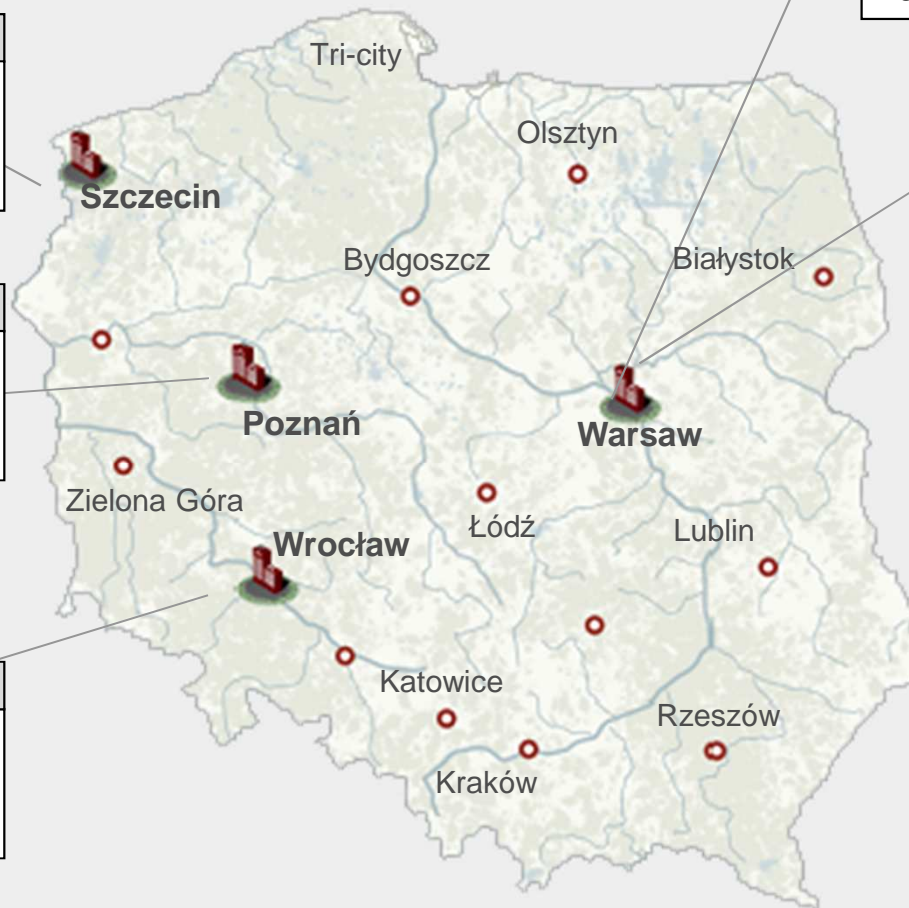 Tri-city
Olsztyn
Szczecin
Bydgoszcz
Białystok
Poznań
Warsaw
Zielona Góra
Łódź
Lublin
Wrocław
Katowice
Rzeszów
Kraków